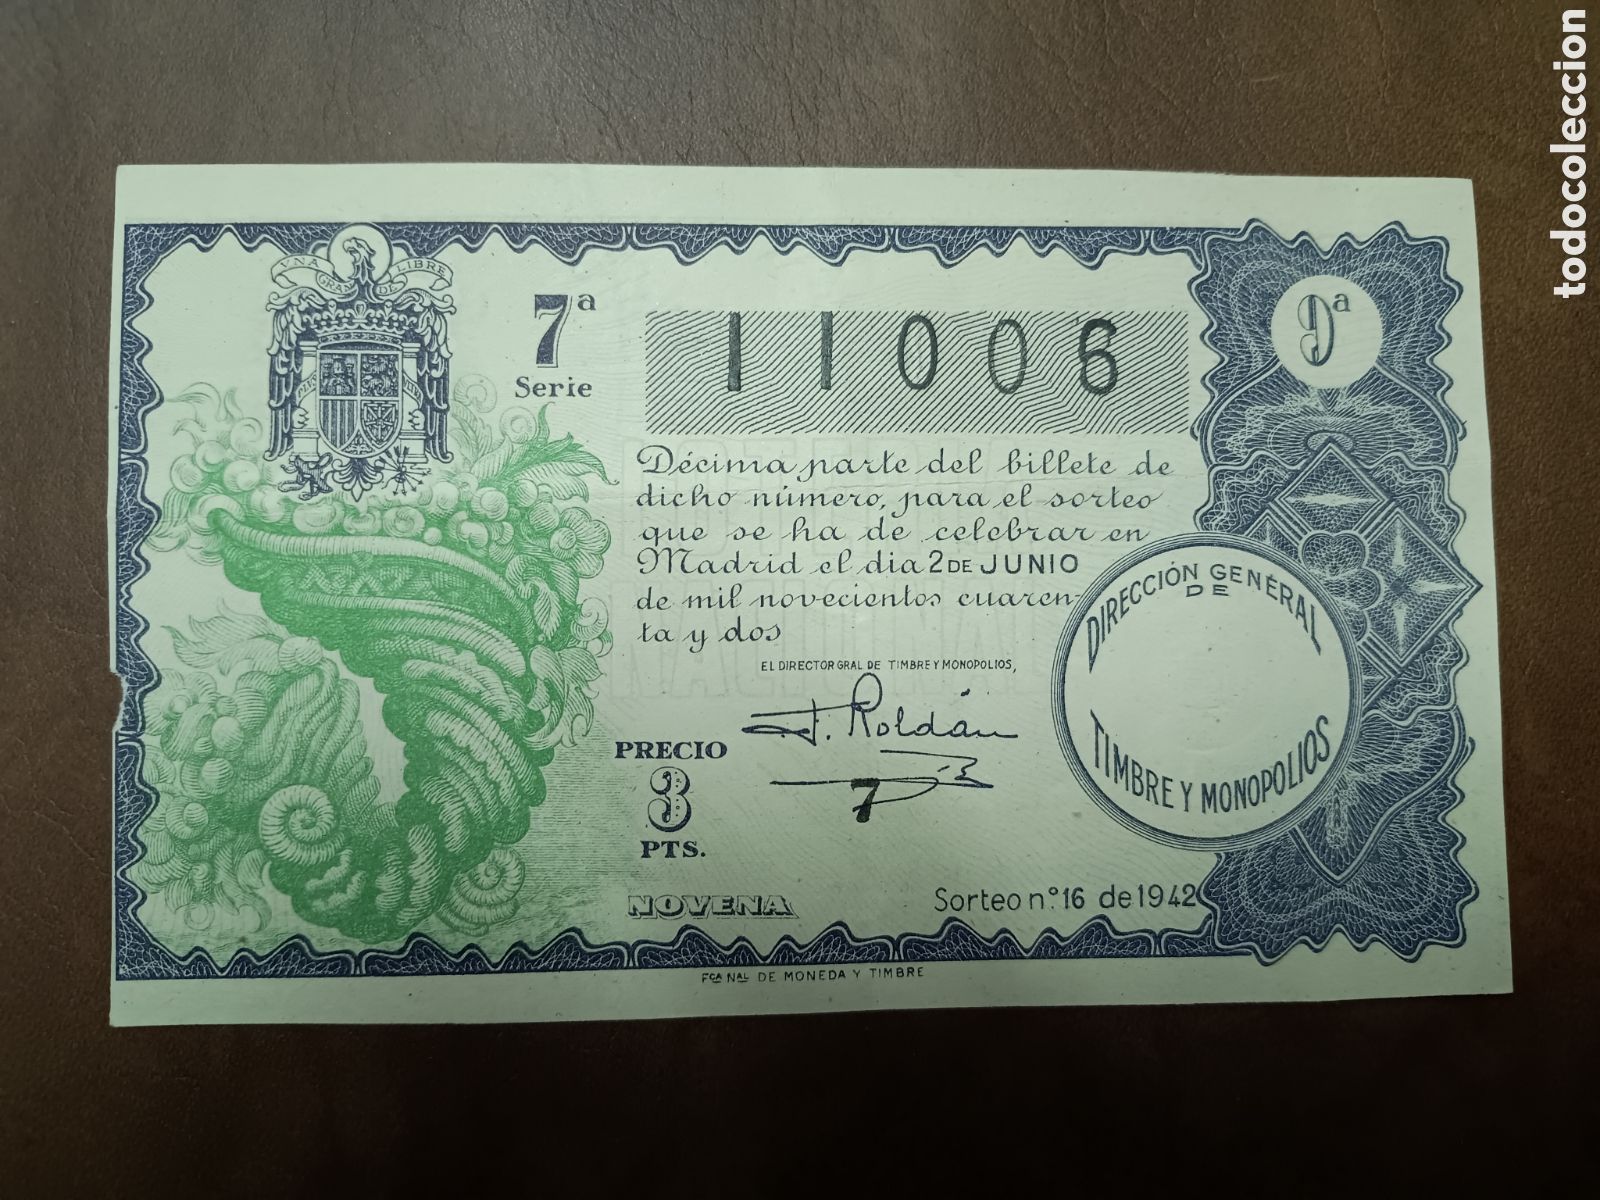 todocoleccion
VNA GRANDE LIBRE
7ª
Serie
11006
9ª
Décima parte del billete de
dicho número, para el sorteo
que se ha de celebrar en
Madrid el dia 2 DE JUNIO
de mil novecientos cuaren-
ta y dos
EL DIRECTOR GRAL DE TIMBRE Y MONOPOLIOS,
F. Roldán
PRECIO
3
PTS.
7
DIRECCIÓN GENERAL
DE
TIMBRE Y MONOPOLIOS
NOVENA
Sorteo n.º 16 de 1942
FCA NAL DE MONEDA Y TIMBRE